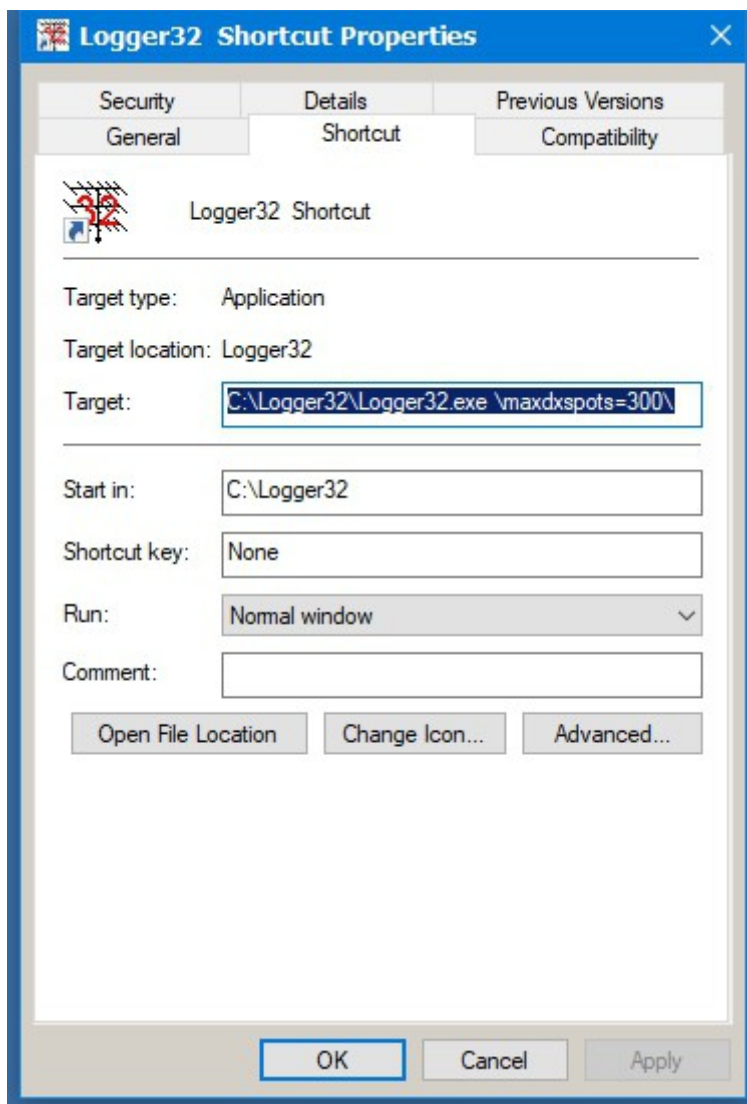 Logger32 Shortcut Properties
Security Details Previous Versions
General Shortcut Compatibility
32
Logger32 Shortcut
Target type: Application
Target location: Logger32
Target: C:\Logger32\Logger32.exe \maxdxspots=300\
Start in: C:\Logger32
Shortcut key: None
Run: Normal window
Comment:
Open File Location Change Icon... Advanced...
OK Cancel Apply